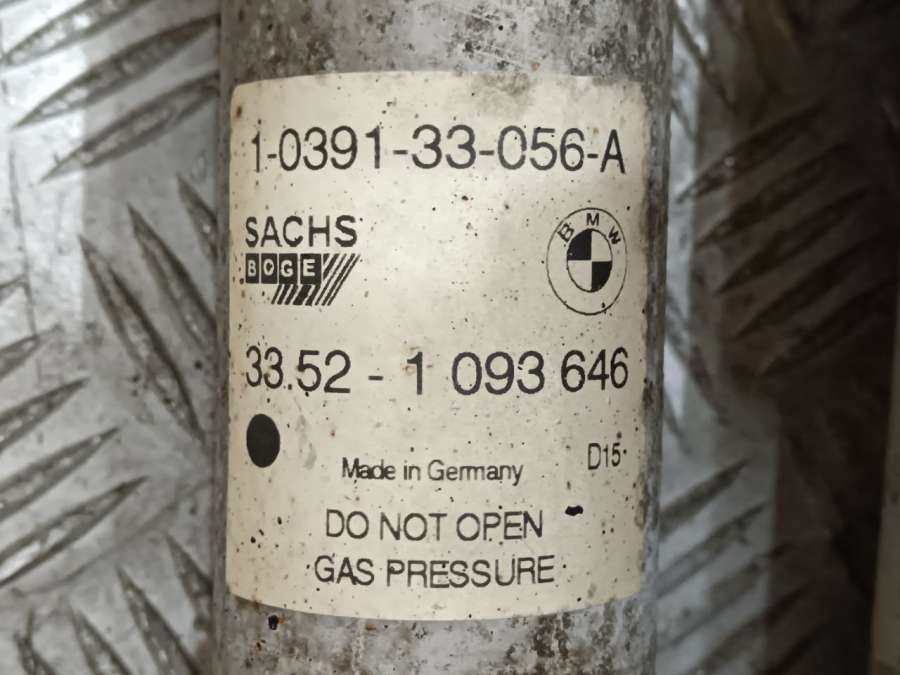 1-0391-33-056-A
SACHS
BOGE
BMW
33.52 - 1 093 646
D15
Made in Germany
DO NOT OPEN
GAS PRESSURE